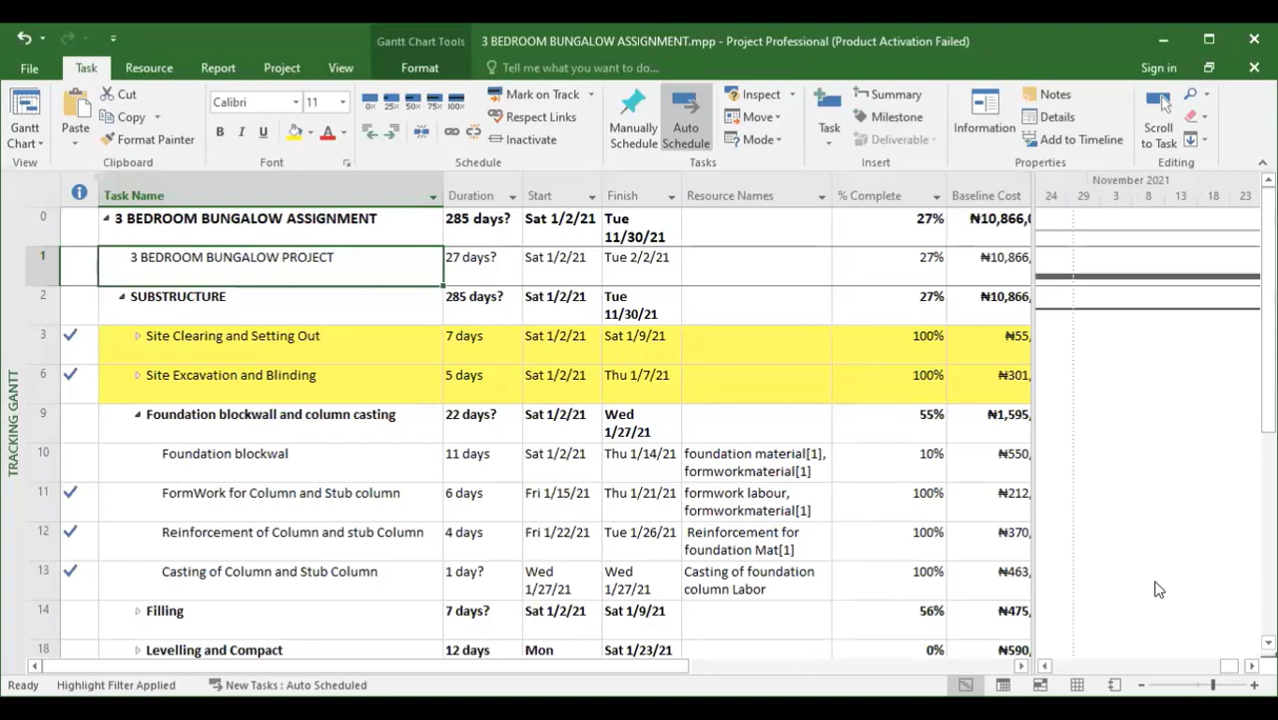 Gantt Chart Tools
3 BEDROOM BUNGALOW ASSIGNMENT.mpp - Project Professional (Product Activation Failed)
File Task Resource Report Project View Format Tell me what you want to do... Sign in
Gantt Chart
View
Paste
Cut
Copy
Format Painter
Clipboard
Calibri 11
B I U A
Font
0% 25% 50% 75% 100%
Mark on Track
Respect Links
Inactivate
Schedule
Manually Schedule
Auto Schedule
Inspect
Move
Mode
Tasks
Task
Summary
Milestone
Deliverable
Insert
Information
Notes
Details
Add to Timeline
Properties
Scroll to Task
Editing
TRACKING GANTT
Task Name Duration Start Finish Resource Names % Complete Baseline Cost
November 2021
24 29 3 8 13 18 23
0 3 BEDROOM BUNGALOW ASSIGNMENT 285 days? Sat 1/2/21 Tue 11/30/21 27% ₦10,866,0
1 3 BEDROOM BUNGALOW PROJECT 27 days? Sat 1/2/21 Tue 2/2/21 27% ₦10,866,
2 SUBSTRUCTURE 285 days? Sat 1/2/21 Tue 11/30/21 27% ₦10,866,
3 Site Clearing and Setting Out 7 days Sat 1/2/21 Sat 1/9/21 100% ₦55,
6 Site Excavation and Blinding 5 days Sat 1/2/21 Thu 1/7/21 100% ₦301,
9 Foundation blockwall and column casting 22 days? Sat 1/2/21 Wed 1/27/21 55% ₦1,595,
10 Foundation blockwal 11 days Sat 1/2/21 Thu 1/14/21 foundation material[1], formworkmaterial[1] 10% ₦550,
11 FormWork for Column and Stub column 6 days Fri 1/15/21 Thu 1/21/21 formwork labour, formworkmaterial[1] 100% ₦212,
12 Reinforcement of Column and stub Column 4 days Fri 1/22/21 Tue 1/26/21 Reinforcement for foundation Mat[1] 100% ₦370,
13 Casting of Column and Stub Column 1 day? Wed 1/27/21 Wed 1/27/21 Casting of foundation column Labor 100% ₦463,
14 Filling 7 days? Sat 1/2/21 Sat 1/9/21 56% ₦475,
18 Levelling and Compact 12 days Mon Sat 1/23/21 0% ₦590,
Ready Highlight Filter Applied New Tasks : Auto Scheduled